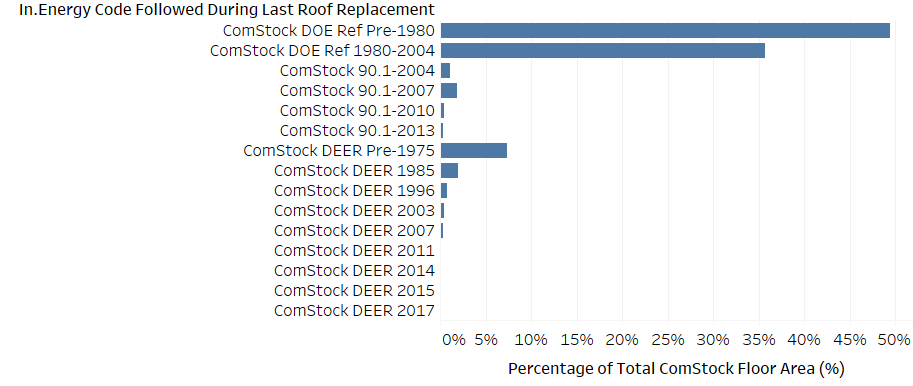 In.Energy Code Followed During Last Roof Replacement
ComStock DOE Ref Pre-1980
ComStock DOE Ref 1980-2004
ComStock 90.1-2004
ComStock 90.1-2007
ComStock 90.1-2010
ComStock 90.1-2013
ComStock DEER Pre-1975
ComStock DEER 1985
ComStock DEER 1996
ComStock DEER 2003
ComStock DEER 2007
ComStock DEER 2011
ComStock DEER 2014
ComStock DEER 2015
ComStock DEER 2017
0% 5% 10% 15% 20% 25% 30% 35% 40% 45% 50%
Percentage of Total ComStock Floor Area (%)